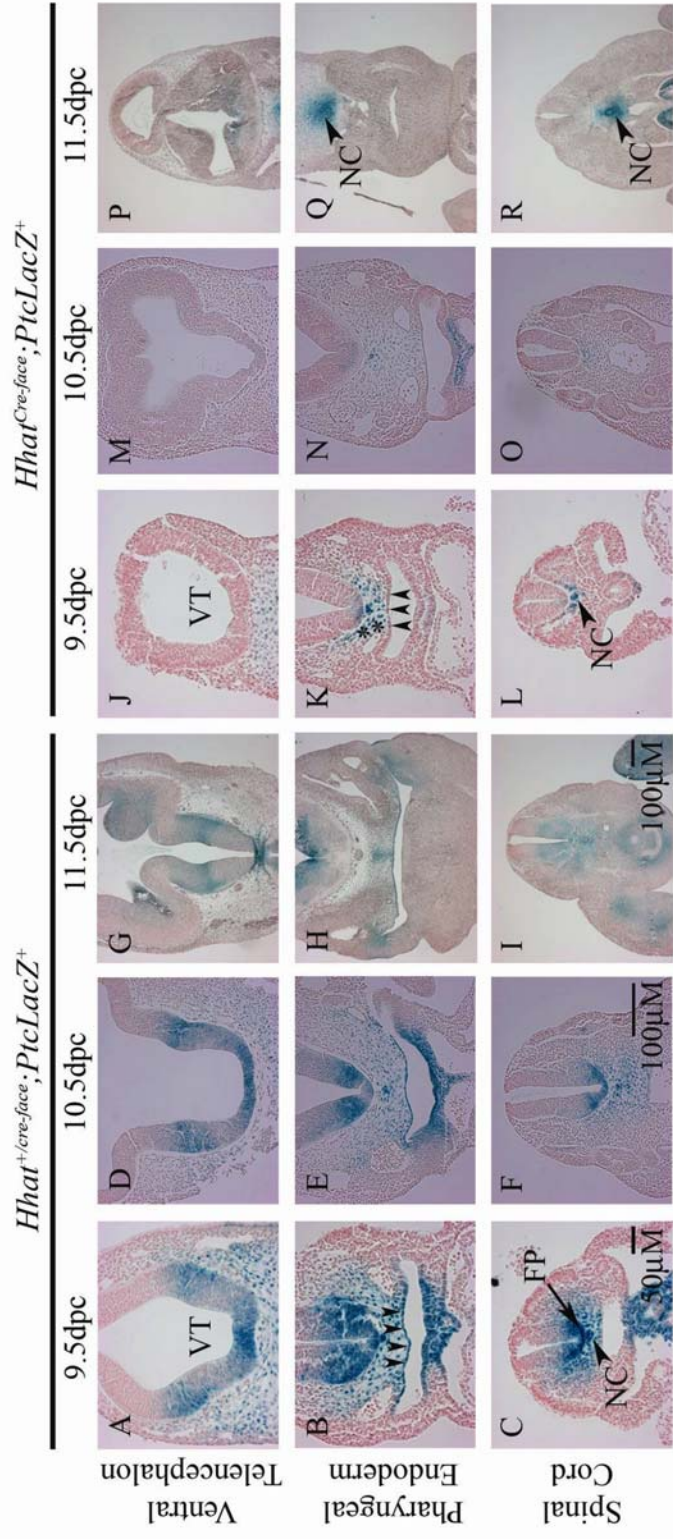 Hhat+/cre-face;PtcLacZ+
HhatCre-face;PtcLacZ+
9.5dpc 10.5dpc 11.5dpc 9.5dpc 10.5dpc 11.5dpc
Ventral
Telencephalon
A VT
D
G
J VT
M
P
Pharyngeal
Endoderm
B
E
H
K **
N
Q NC
Spinal
Cord
C FP
NC
50µM
F
100µM
I
100µM
L NC
O
R NC